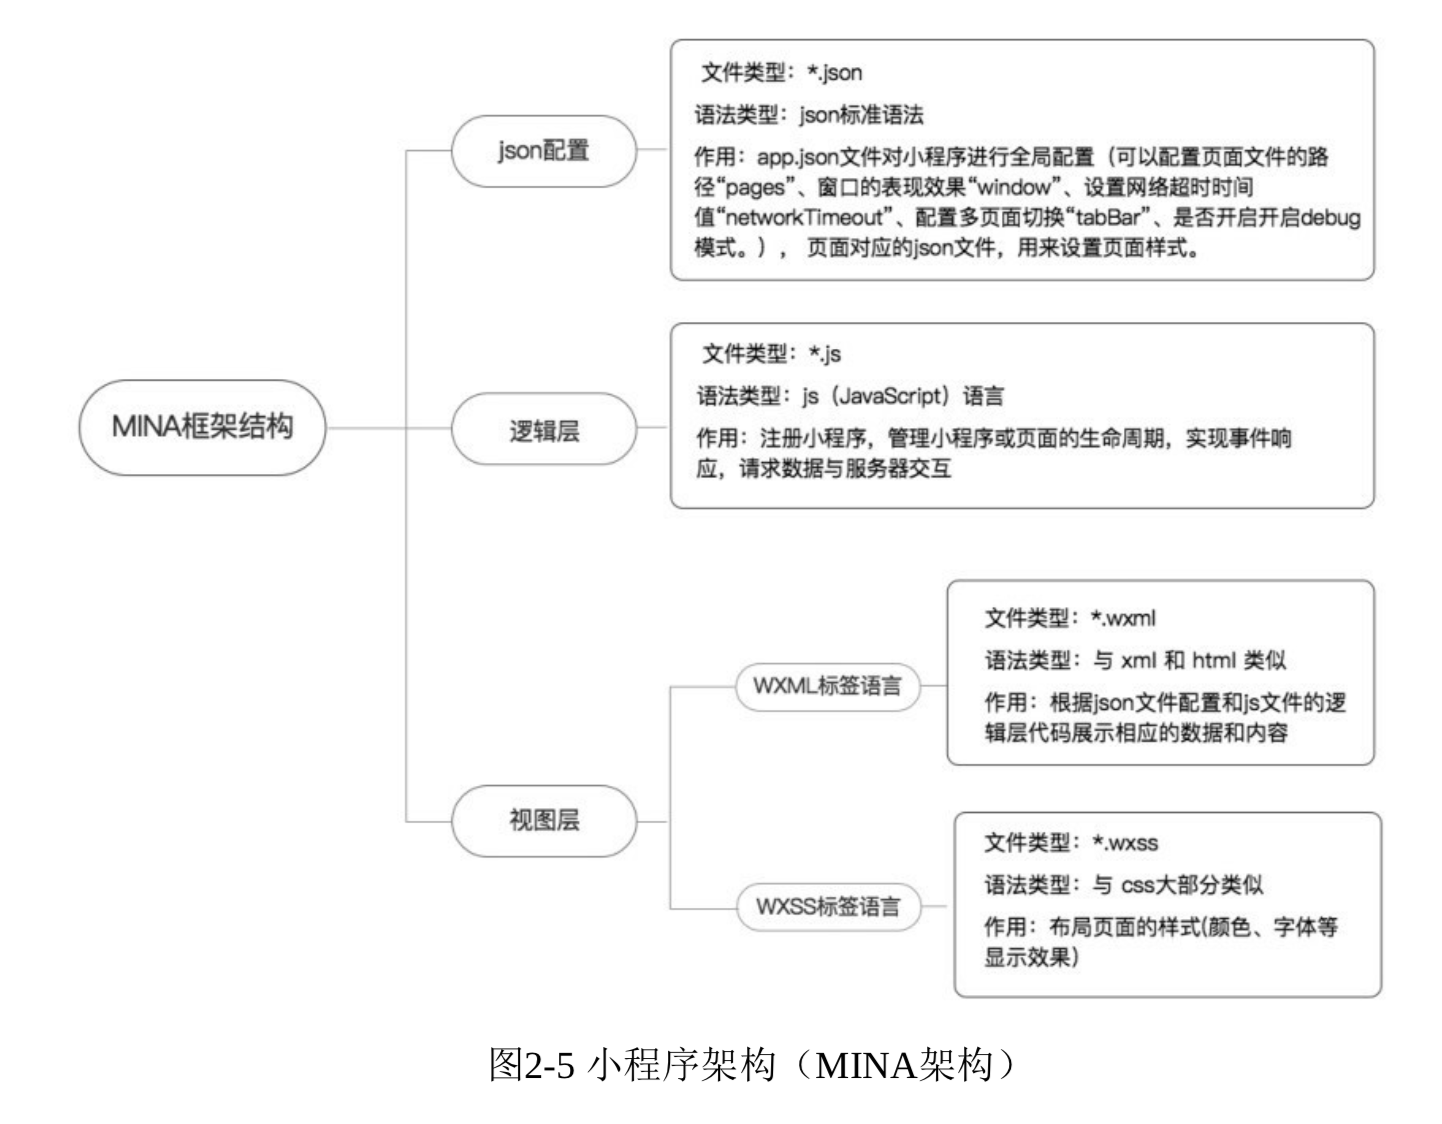 MINA框架结构
json配置
文件类型：*.json
语法类型：json标准语法
作用：app.json文件对小程序进行全局配置（可以配置页面文件的路
径“pages”、窗口的表现效果“window”、设置网络超时时间
值“networkTimeout”、配置多页面切换“tabBar”、是否开启开启debug
模式。），页面对应的json文件，用来设置页面样式。
逻辑层
文件类型：*.js
语法类型：js（JavaScript）语言
作用：注册小程序，管理小程序或页面的生命周期，实现事件响
应，请求数据与服务器交互
视图层
WXML标签语言
文件类型：*.wxml
语法类型：与 xml 和 html 类似
作用：根据json文件配置和js文件的逻
辑层代码展示相应的数据和内容
WXSS标签语言
文件类型：*.wxss
语法类型：与 css大部分类似
作用：布局页面的样式(颜色、字体等
显示效果)
图2-5 小程序架构（MINA架构）